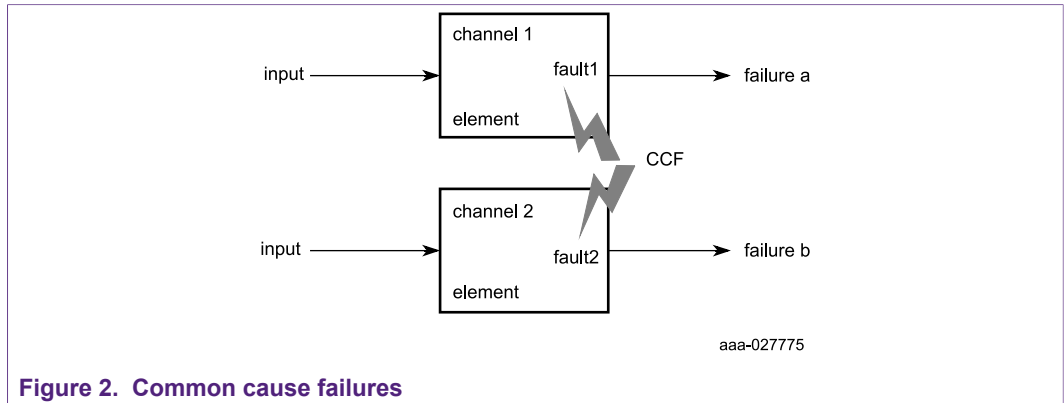 channel 1
input
fault1
failure a
element
CCF
channel 2
input
fault2
failure b
element
aaa-027775
Figure 2. Common cause failures